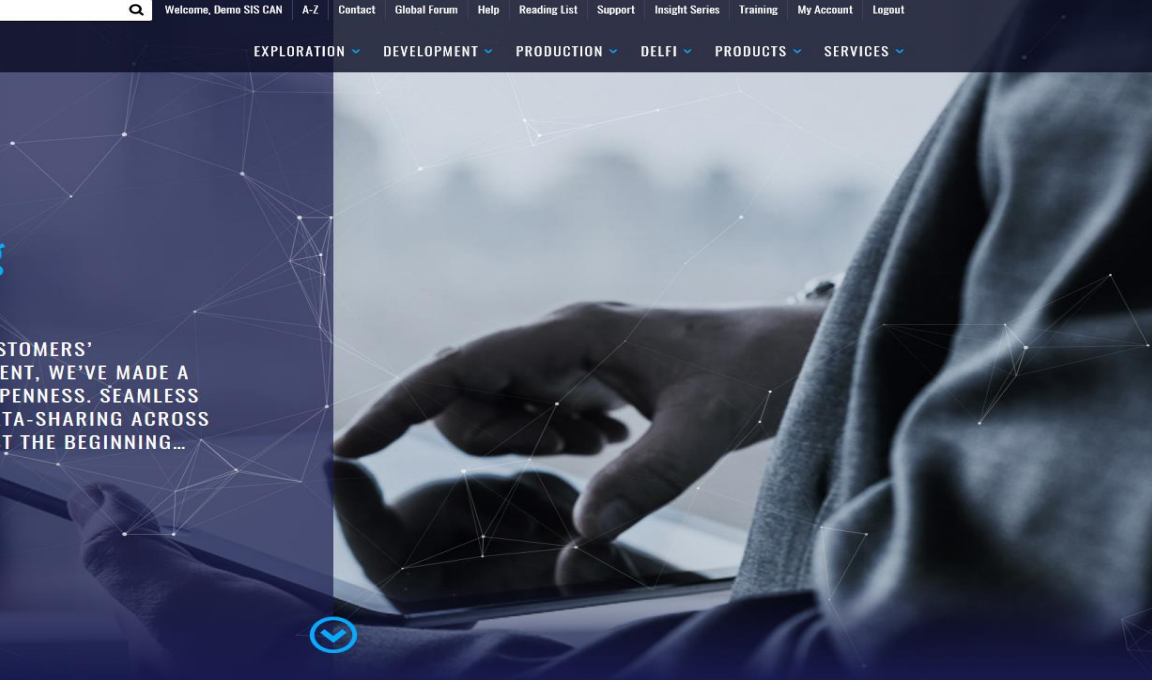 Welcome, Demo SIS CAN A-Z Contact Global Forum Help Reading List Support Insight Series Training My Account Logout
EXPLORATION DEVELOPMENT PRODUCTION DELFI PRODUCTS SERVICES
g
STOMERS'
ENT, WE'VE MADE A
PENNESS. SEAMLESS
TA-SHARING ACROSS
T THE BEGINNING...